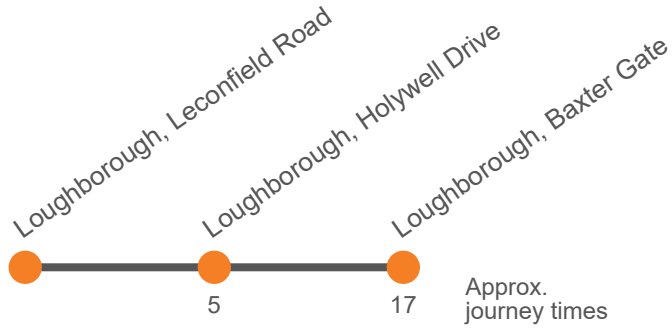 Loughborough, Leconfield Road
Loughborough, Holywell Drive
Loughborough, Baxter Gate
5
17
Approx.
journey times